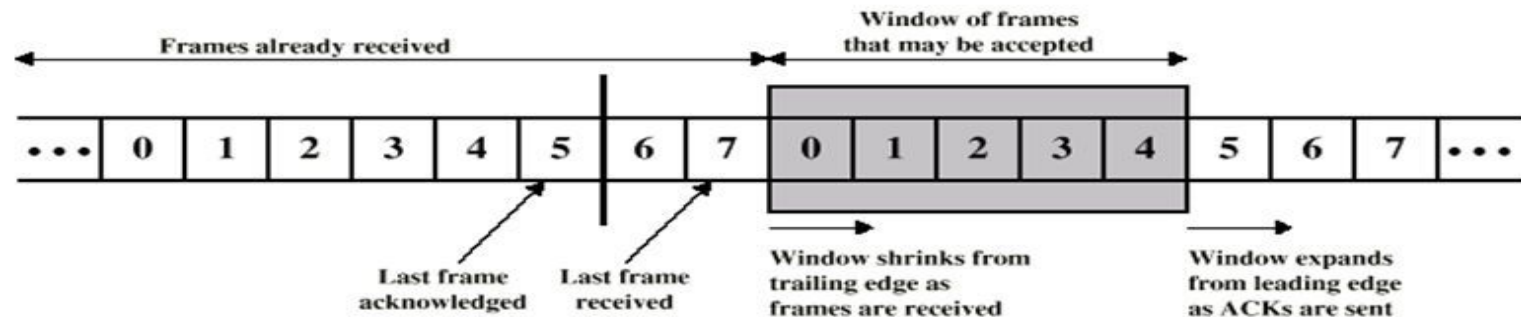 Window of frames
that may be accepted
Frames already received
••• 0 1 2 3 4 5 6 7 0 1 2 3 4 5 6 7 •••
Last frame
acknowledged
Last frame
received
Window shrinks from
trailing edge as
frames are received
Window expands
from leading edge
as ACKs are sent